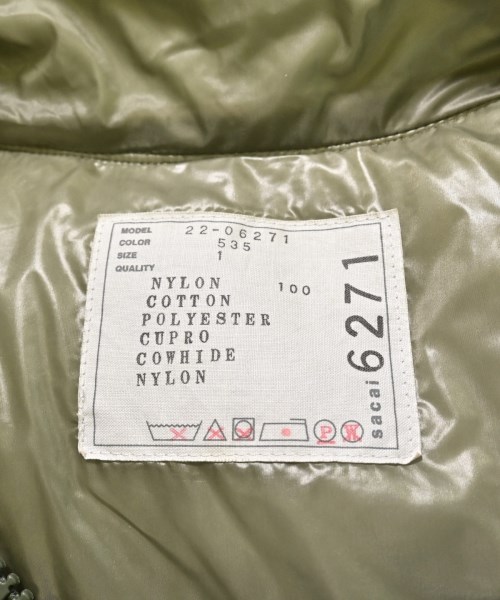 MODEL 22-06271
COLOR 535
SIZE 1
QUALITY
NYLON 100
COTTON
POLYESTER
CUPRO
COWHIDE
NYLON
P W
sacai 6271